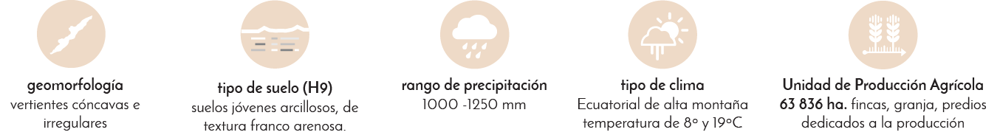 geomorfología
vertientes cóncavas e
irregulares
tipo de suelo (H9)
suelos jóvenes arcillosos, de
textura franco arenosa.
rango de precipitación
1000 -1250 mm
tipo de clima
Ecuatorial de alta montaña
temperatura de 8º y 19ºC
Unidad de Producción Agrícola
63 836 ha. fincas, granja, predios
dedicados a la producción